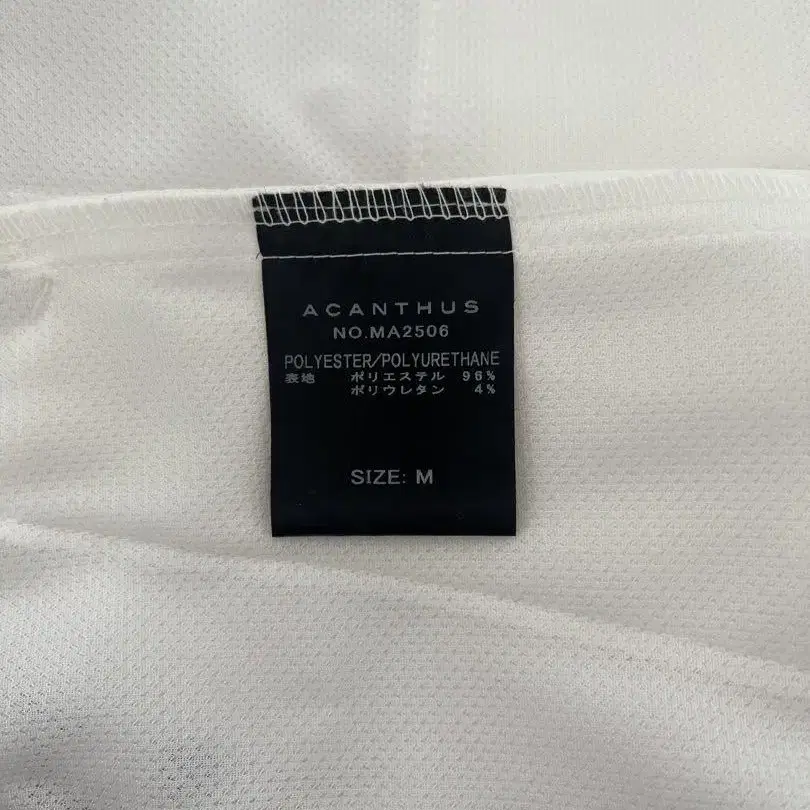 ACANTHUS
NO.MA2506
POLYESTER/POLYURETHANE
表地 ポリエステル 96%
ポリウレタン 4%
SIZE: M